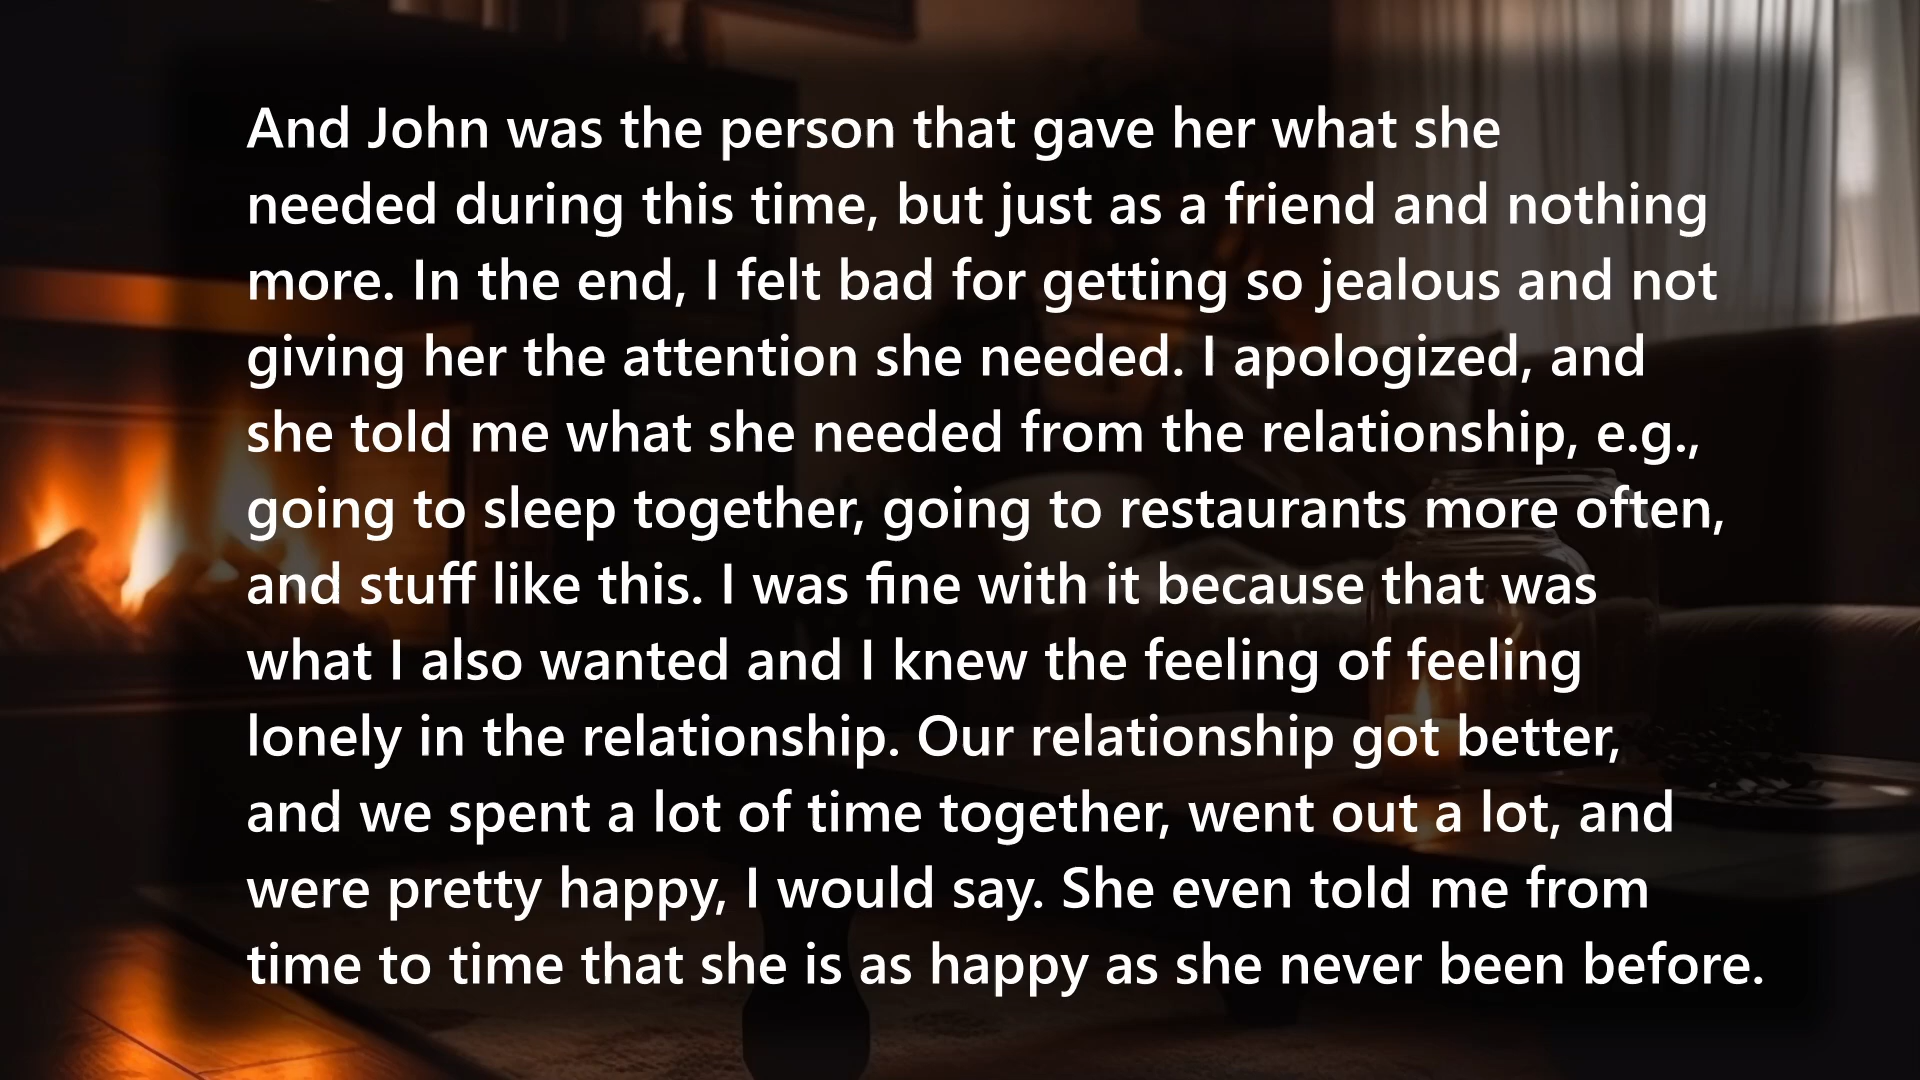 And John was the person that gave her what she
needed during this time, but just as a friend and nothing
more. In the end, I felt bad for getting so jealous and not
giving her the attention she needed. I apologized, and
she told me what she needed from the relationship, e.g.,
going to sleep together, going to restaurants more often,
and stuff like this. I was fine with it because that was
what I also wanted and I knew the feeling of feeling
lonely in the relationship. Our relationship got better,
and we spent a lot of time together, went out a lot, and
were pretty happy, I would say. She even told me from
time to time that she is as happy as she never been before.